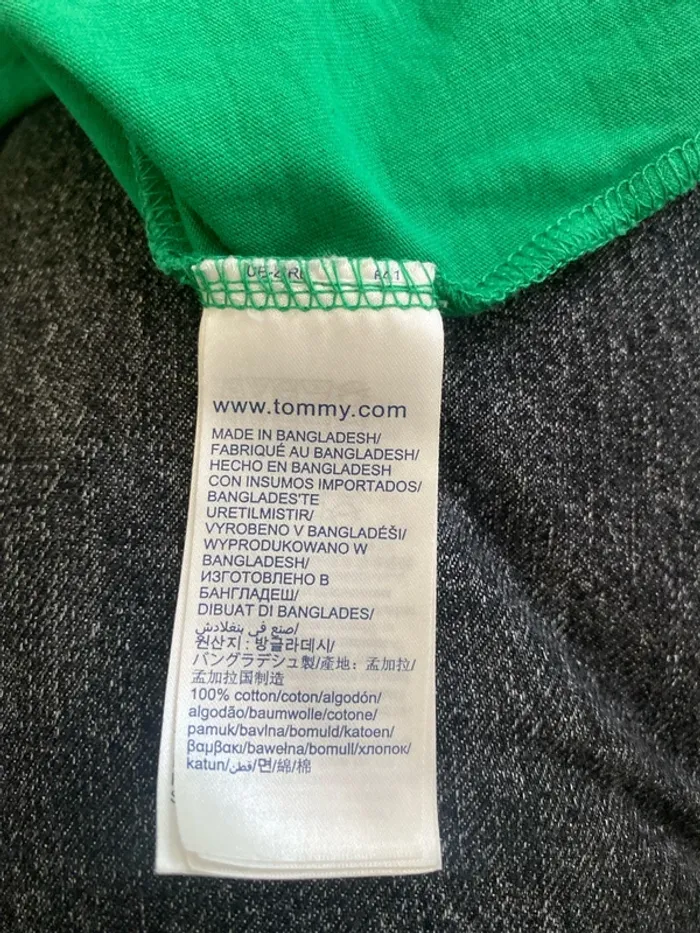 www.tommy.com
MADE IN BANGLADESH/
FABRIQUÉ AU BANGLADESH/
HECHO EN BANGLADESH
CON INSUMOS IMPORTADOS/
BANGLADES'TE
URETILMISTIR/
VYROBENO V BANGLADÉŠI/
WYPRODUKOWANO W
BANGLADESH/
ИЗГОТОВЛЕНО В
БАНГЛАДЕШ/
DIBUAT DI BANGLADES/
صنع في بنغلادش/
원산지 : 방글라데시/
バングラデシュ製/產地：孟加拉/
孟加拉国制造
100% cotton/coton/algodón/
algodão/baumwolle/cotone/
pamuk/bavlna/bomuld/katoen/
βαμβακι/bawełna/bomull/хлопок/
katun/قطن/면/綿/棉